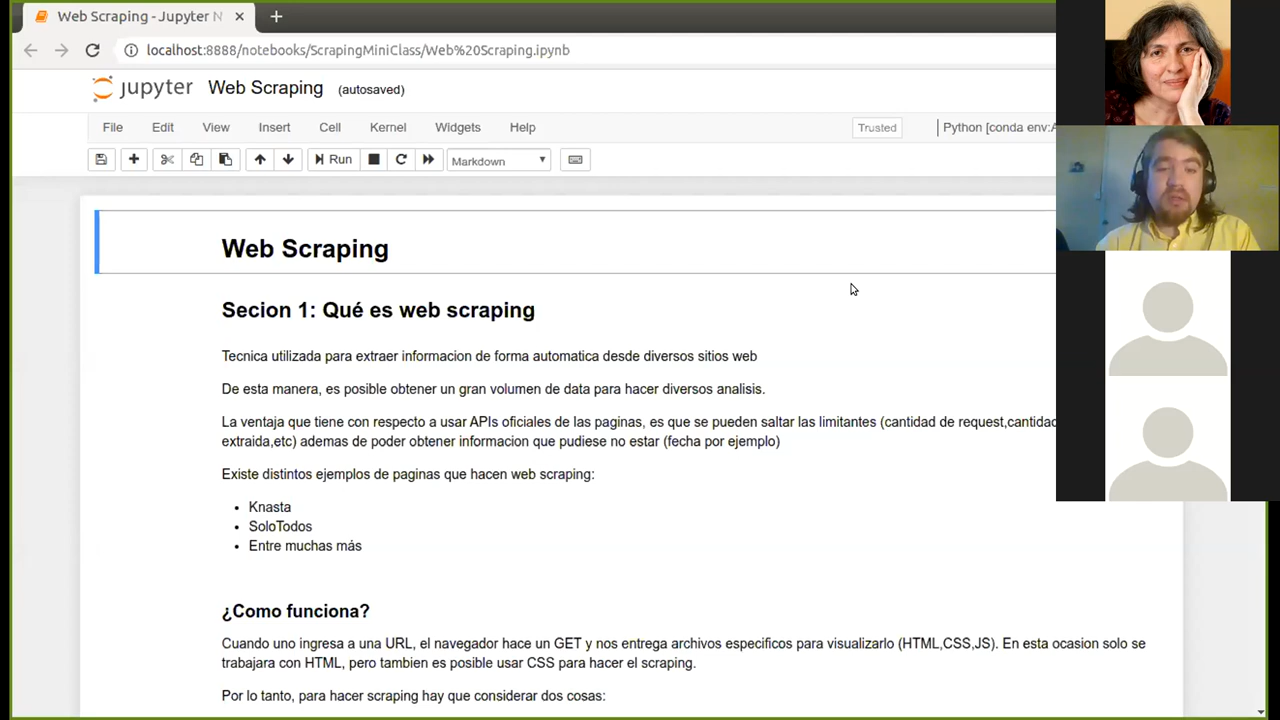 Web Scraping - Jupyter N
localhost:8888/notebooks/ScrapingMiniClass/Web%20Scraping.ipynb
jupyter Web Scraping (autosaved)
File Edit View Insert Cell Kernel Widgets Help Trusted Python [conda env:A
Run Markdown
Web Scraping
Secion 1: Qué es web scraping
Tecnica utilizada para extraer informacion de forma automatica desde diversos sitios web
De esta manera, es posible obtener un gran volumen de data para hacer diversos analisis.
La ventaja que tiene con respecto a usar APIs oficiales de las paginas, es que se pueden saltar las limitantes (cantidad de request,cantidad
extraida,etc) ademas de poder obtener informacion que pudiese no estar (fecha por ejemplo)
Existe distintos ejemplos de paginas que hacen web scraping:
• Knasta
• SoloTodos
• Entre muchas más
¿Como funciona?
Cuando uno ingresa a una URL, el navegador hace un GET y nos entrega archivos especificos para visualizarlo (HTML,CSS,JS). En esta ocasion solo se
trabajara con HTML, pero tambien es posible usar CSS para hacer el scraping.
Por lo tanto, para hacer scraping hay que considerar dos cosas: